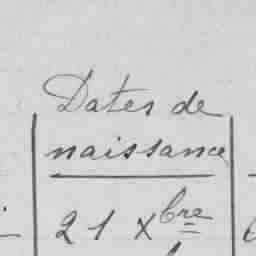 Dates de
naissance
21 Xbre